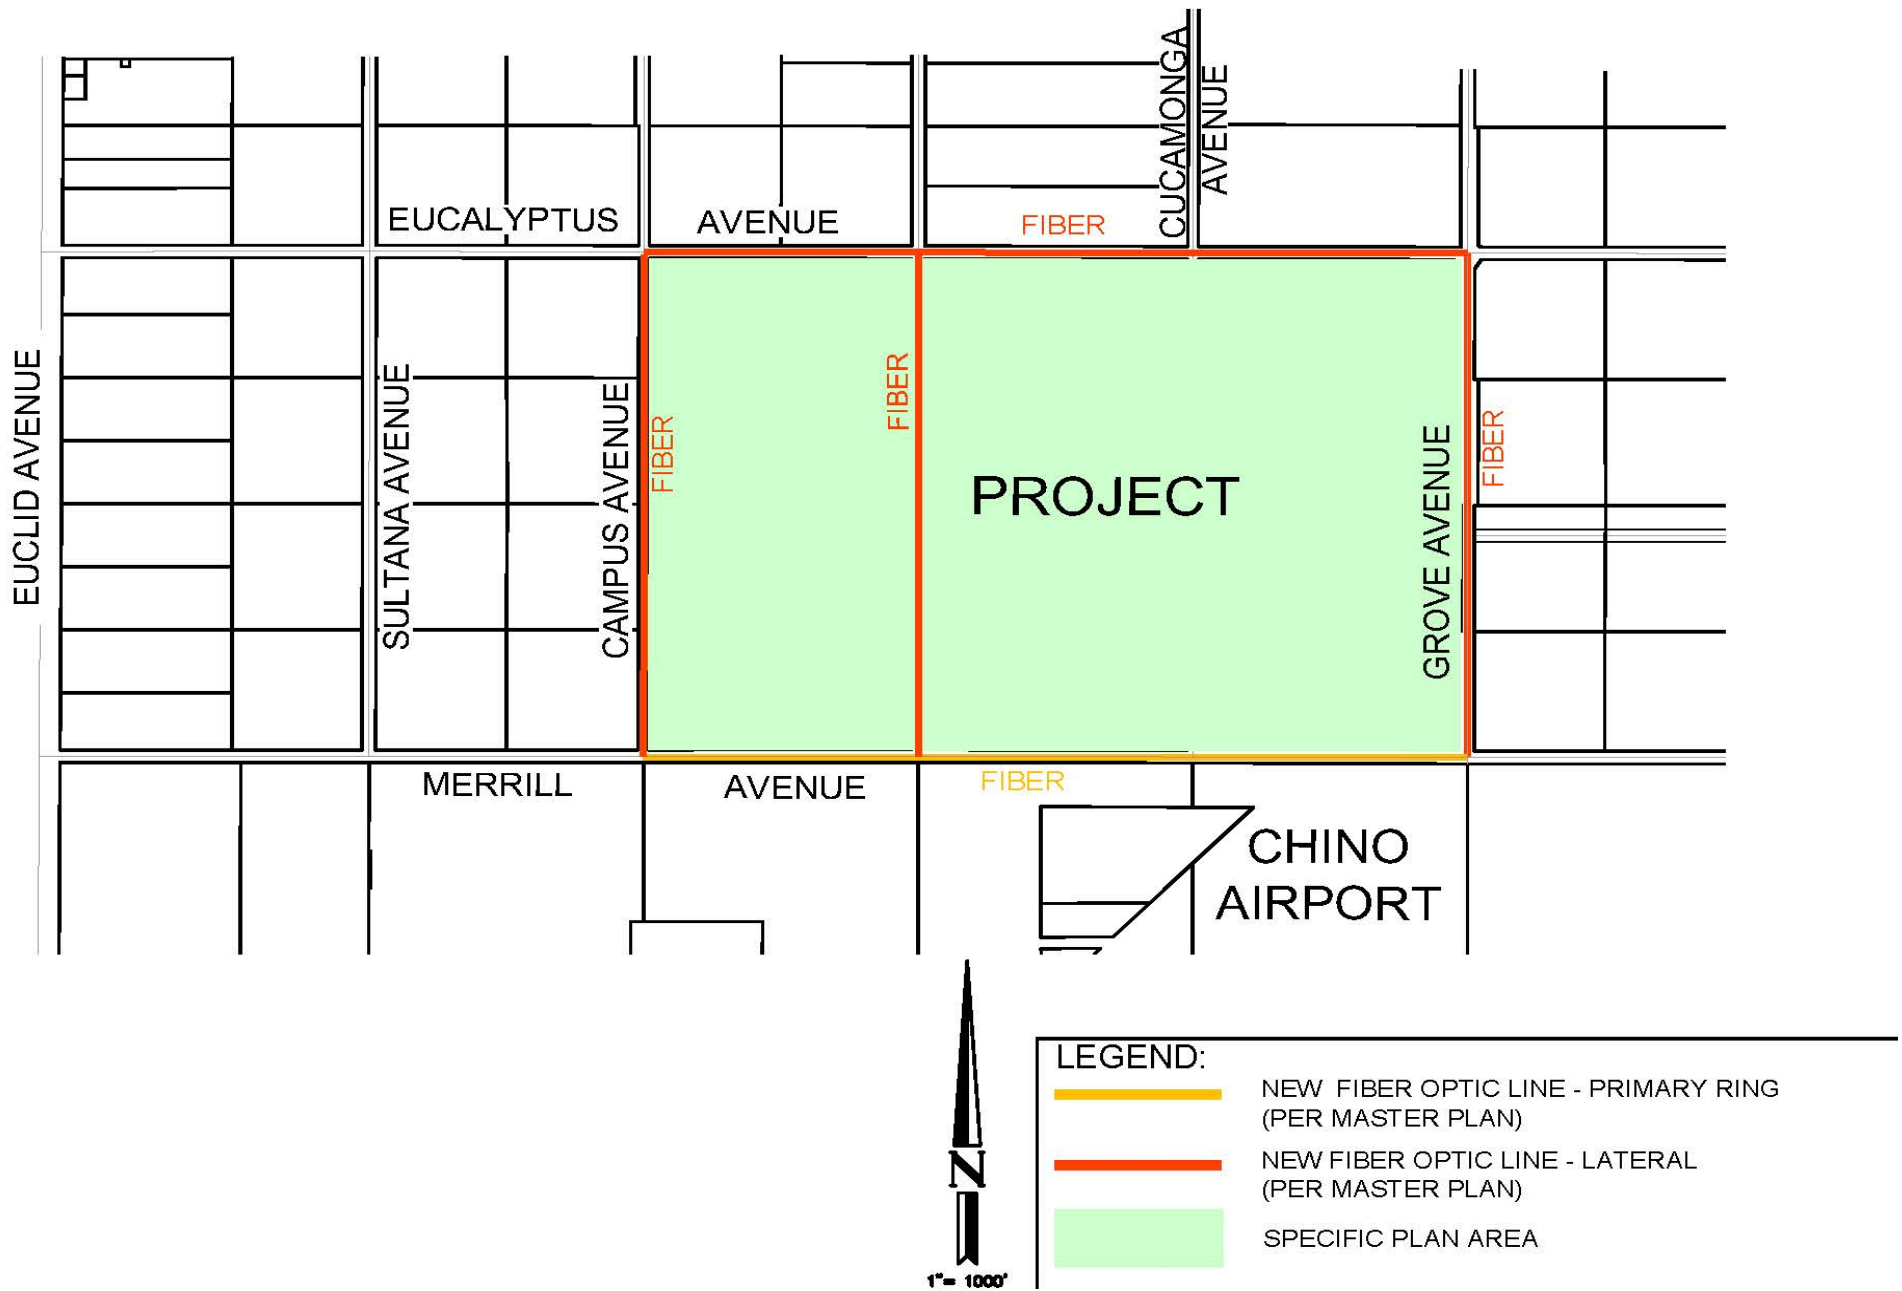 CUCAMONGA
AVENUE
EUCALYPTUS
AVENUE
FIBER
EUCLID AVENUE
SULTANA AVENUE
CAMPUS AVENUE
FIBER
FIBER
PROJECT
GROVE AVENUE
FIBER
MERRILL
AVENUE
FIBER
CHINO
AIRPORT
N
1"= 1000'
LEGEND:
NEW FIBER OPTIC LINE - PRIMARY RING
(PER MASTER PLAN)
NEW FIBER OPTIC LINE - LATERAL
(PER MASTER PLAN)
SPECIFIC PLAN AREA